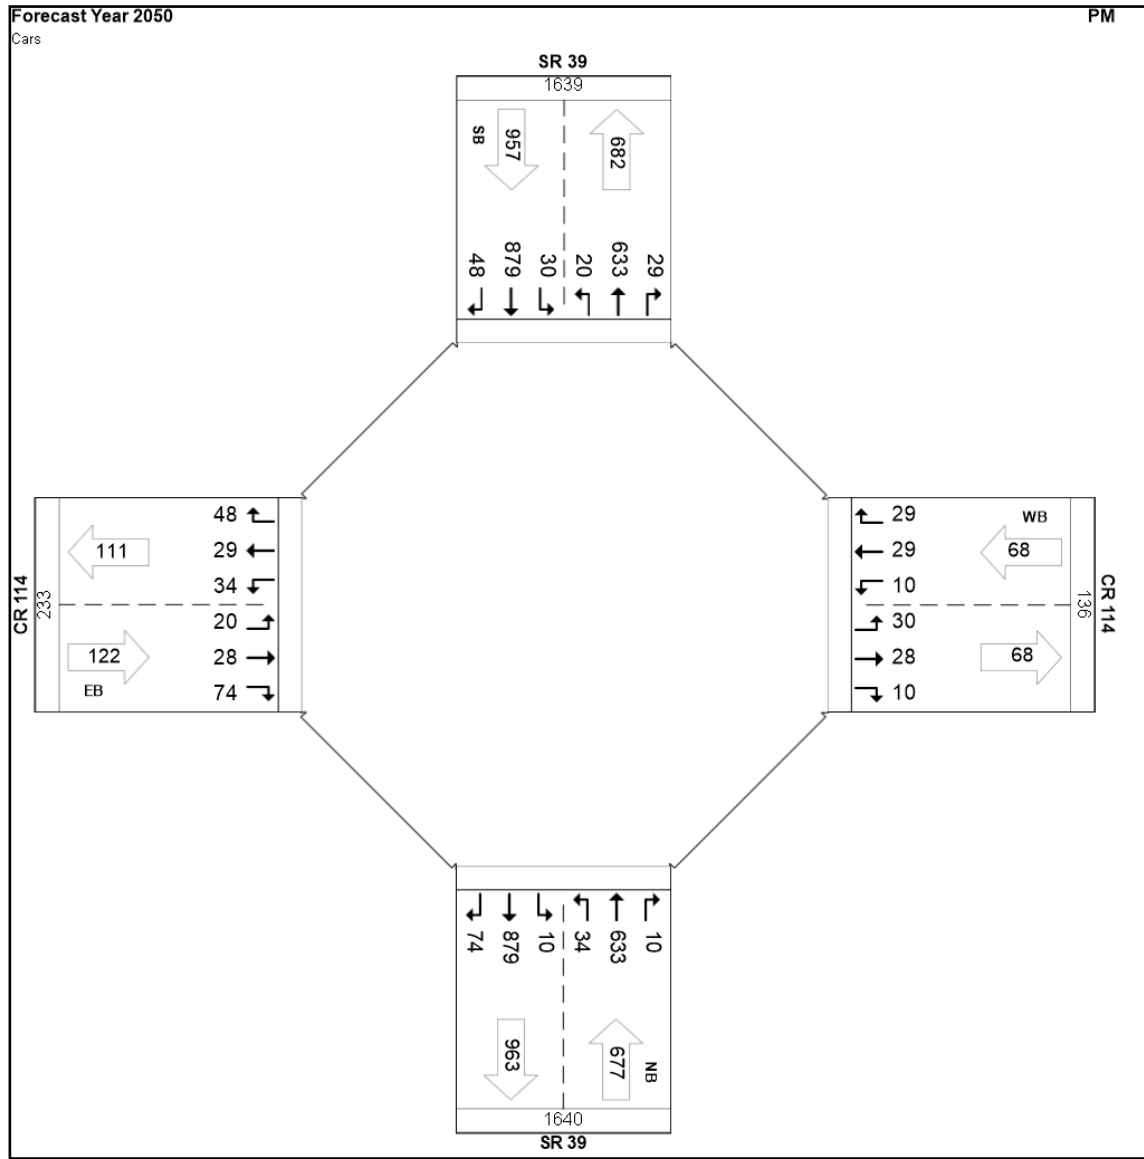 Forecast Year 2050 PM
Cars
SR 39
1639
SB 957 682
48 879 30 20 633 29
CR 114
233
111
122
EB
48
29
34
20
28
74
29
29
10
30
28
10
WB
68
68
136
CR 114
74 879 10 34 633 10
963 677 NB
1640
SR 39